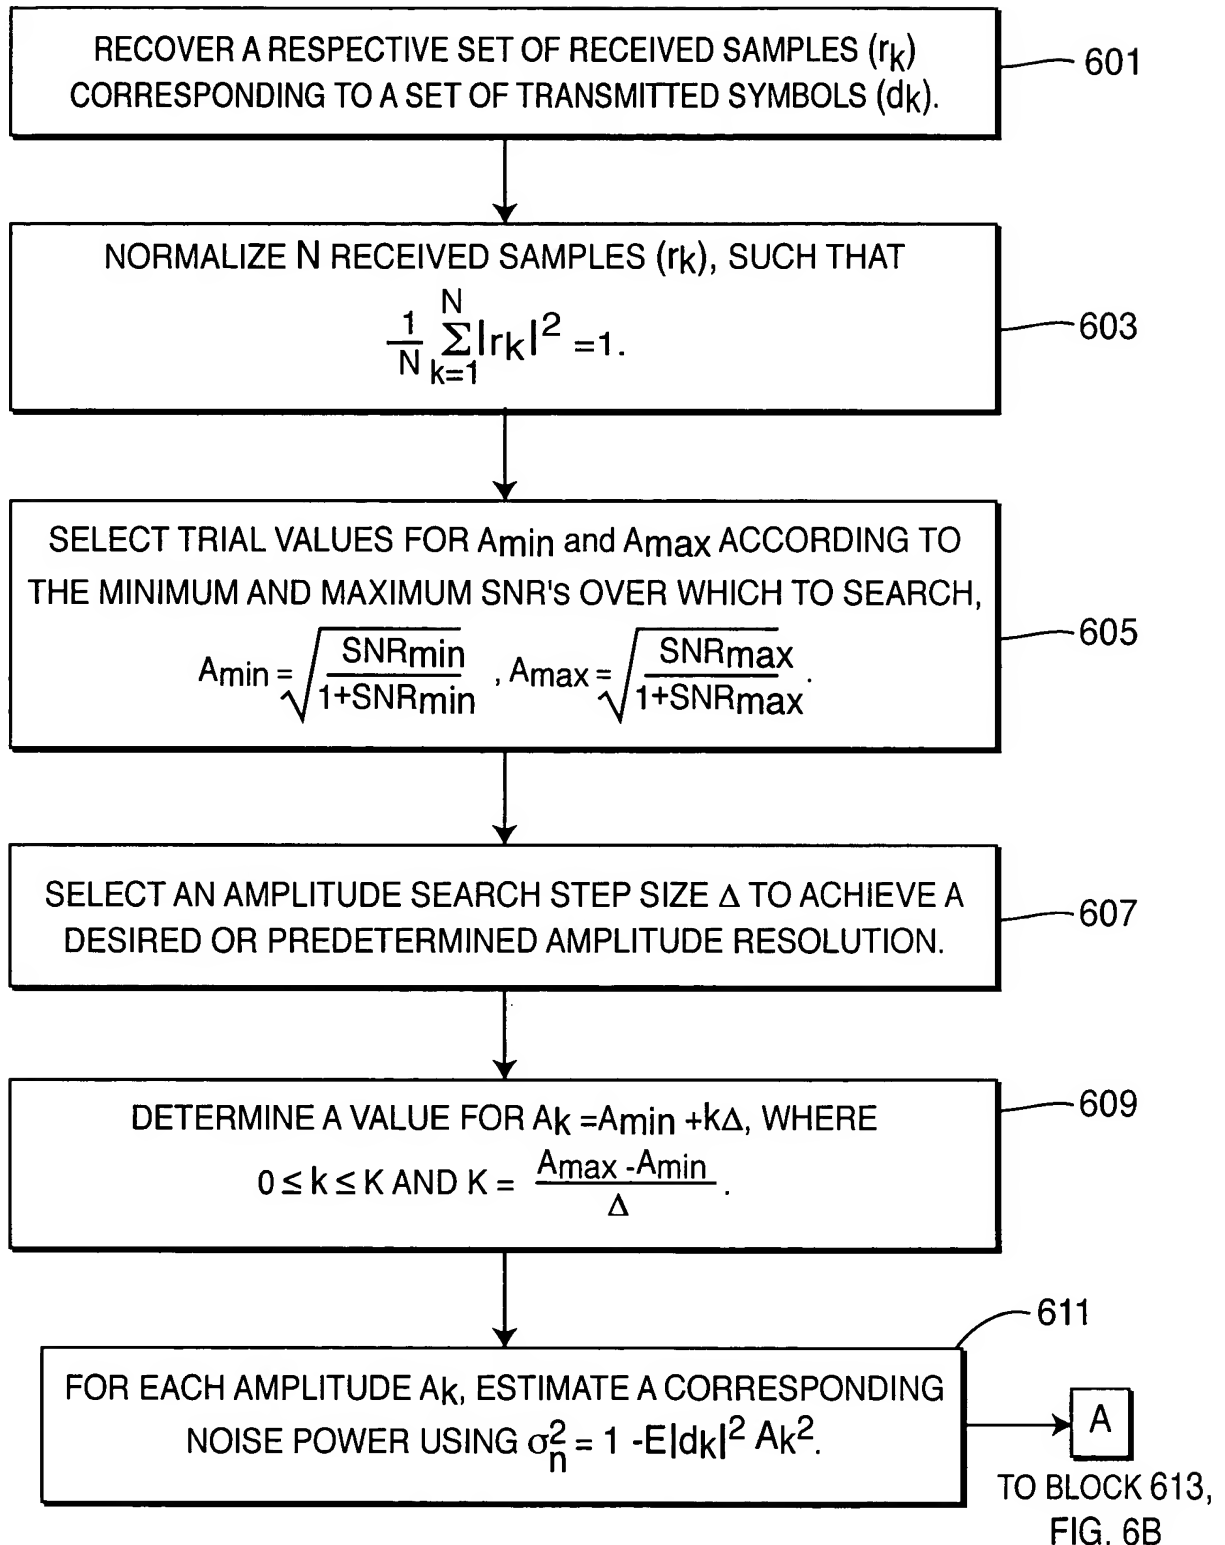 RECOVER A RESPECTIVE SET OF RECEIVED SAMPLES (rk)
CORRESPONDING TO A SET OF TRANSMITTED SYMBOLS (dk).
601
NORMALIZE N RECEIVED SAMPLES (rk), SUCH THAT
1/N Σ_{k=1}^{N} |rk|² =1.
603
SELECT TRIAL VALUES FOR Amin and Amax ACCORDING TO
THE MINIMUM AND MAXIMUM SNR'S OVER WHICH TO SEARCH,
Amin = √(SNRmin / 1+SNRmin) , Amax = √(SNRmax / 1+SNRmax) .
605
SELECT AN AMPLITUDE SEARCH STEP SIZE Δ TO ACHIEVE A
DESIRED OR PREDETERMINED AMPLITUDE RESOLUTION.
607
DETERMINE A VALUE FOR Ak =Amin +kΔ, WHERE
0 ≤ k ≤ K AND K = Amax -Amin / Δ .
609
611
FOR EACH AMPLITUDE Ak, ESTIMATE A CORRESPONDING
NOISE POWER USING σn² = 1 -E|dk|² Ak².
A
TO BLOCK 613,
FIG. 6B